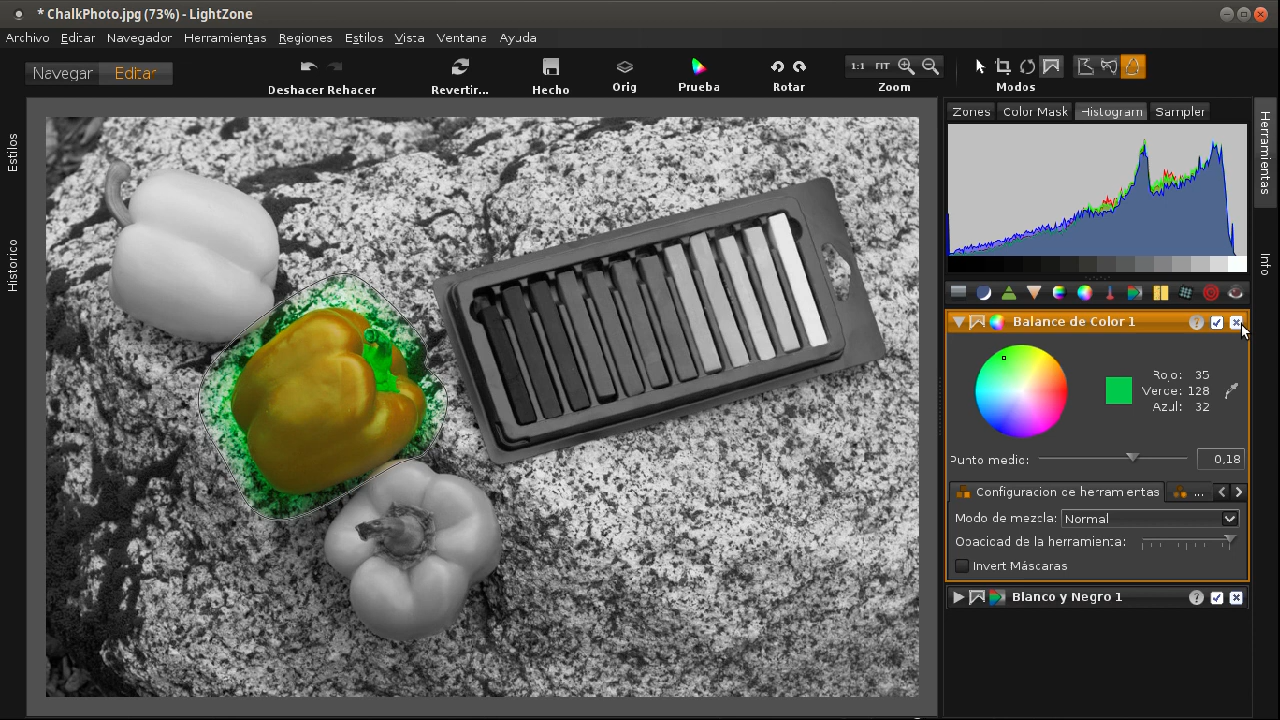 * ChalkPhoto.jpg (73%) - LightZone
Archivo Editar Navegador Herramientas Regiones Estilos Vista Ventana Ayuda
Navegar Editar
Deshacer Rehacer Revertir... Hecho Orig Prueba Rotar
1:1 FIT
Zoom Modos
Estilos
Historico
Zones Color Mask Histogram Sampler
Herramientas
Info
Balance de Color 1
Rojo: 35
Verce: 128
Azul: 32
Punto medio: 0,18
Configuracion ce herramientas ...
Modo de mezcla: Normal
Opacicad de la herramienta:
Invert Máscaras
Blanco y Negro 1